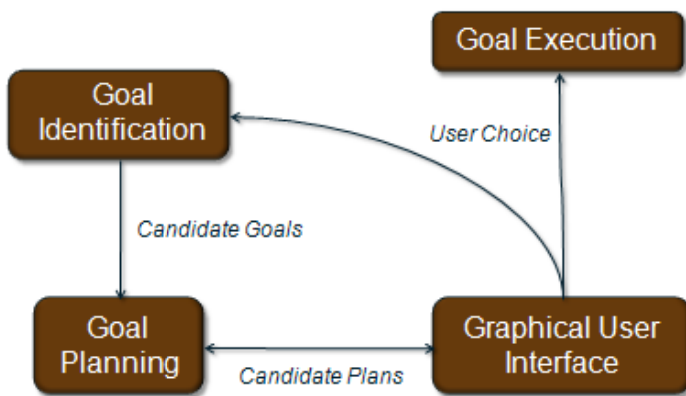 Goal Execution
Goal
Identification
User Choice
Candidate Goals
Goal
Planning
Candidate Plans
Graphical User
Interface